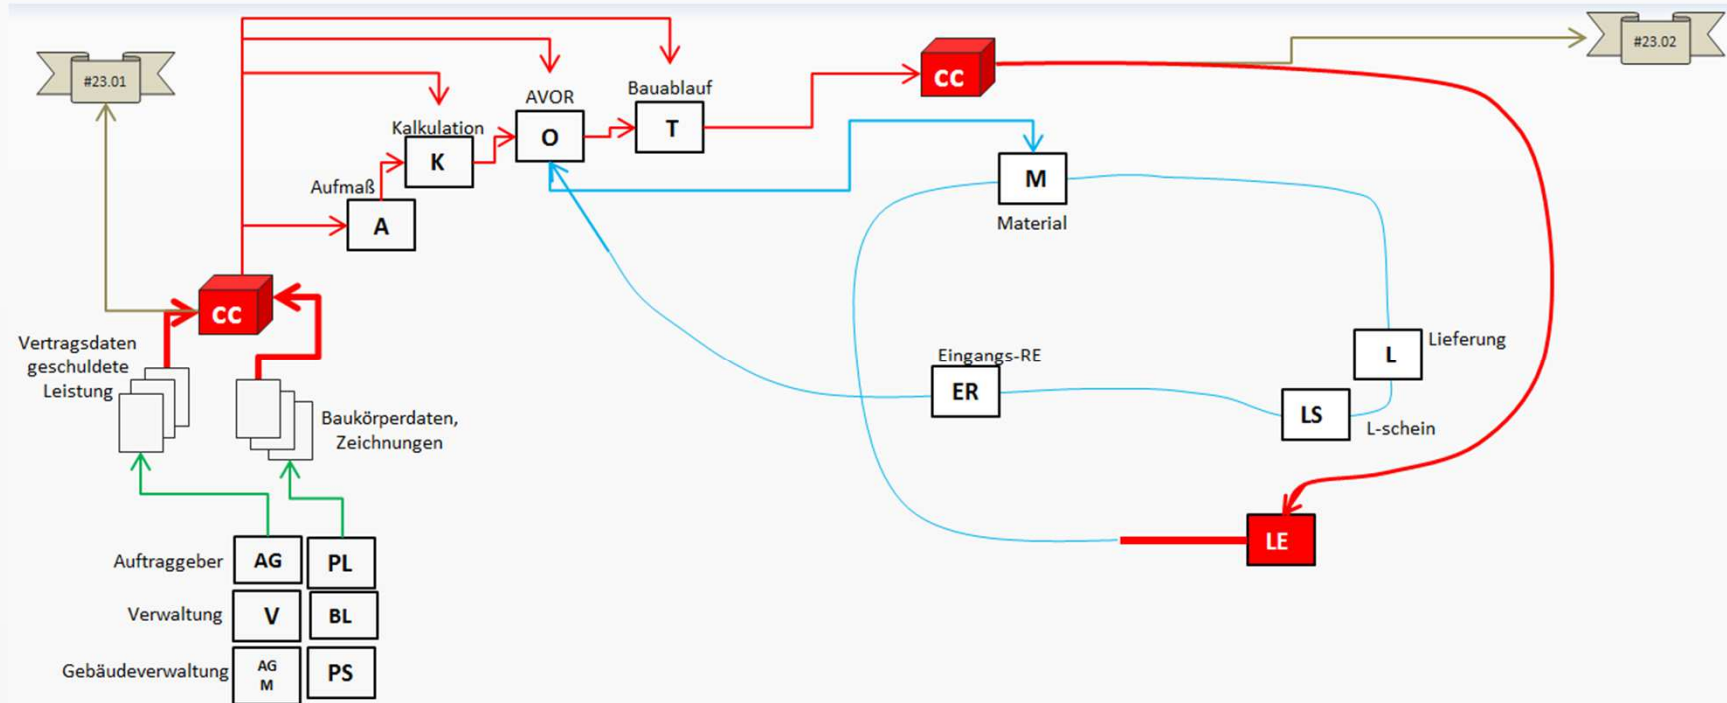 #23.01
#23.02
CC
Bauablauf
AVOR
T
O
Kalkulation
K
M
Material
Aufmaß
A
CC
Vertragsdaten
geschuldete
Leistung
Baukörperdaten,
Zeichnungen
Eingangs-RE
ER
L
Lieferung
LS
L-schein
LE
Auftraggeber
AG
PL
Verwaltung
V
BL
Gebäudeverwaltung
AG
M
PS